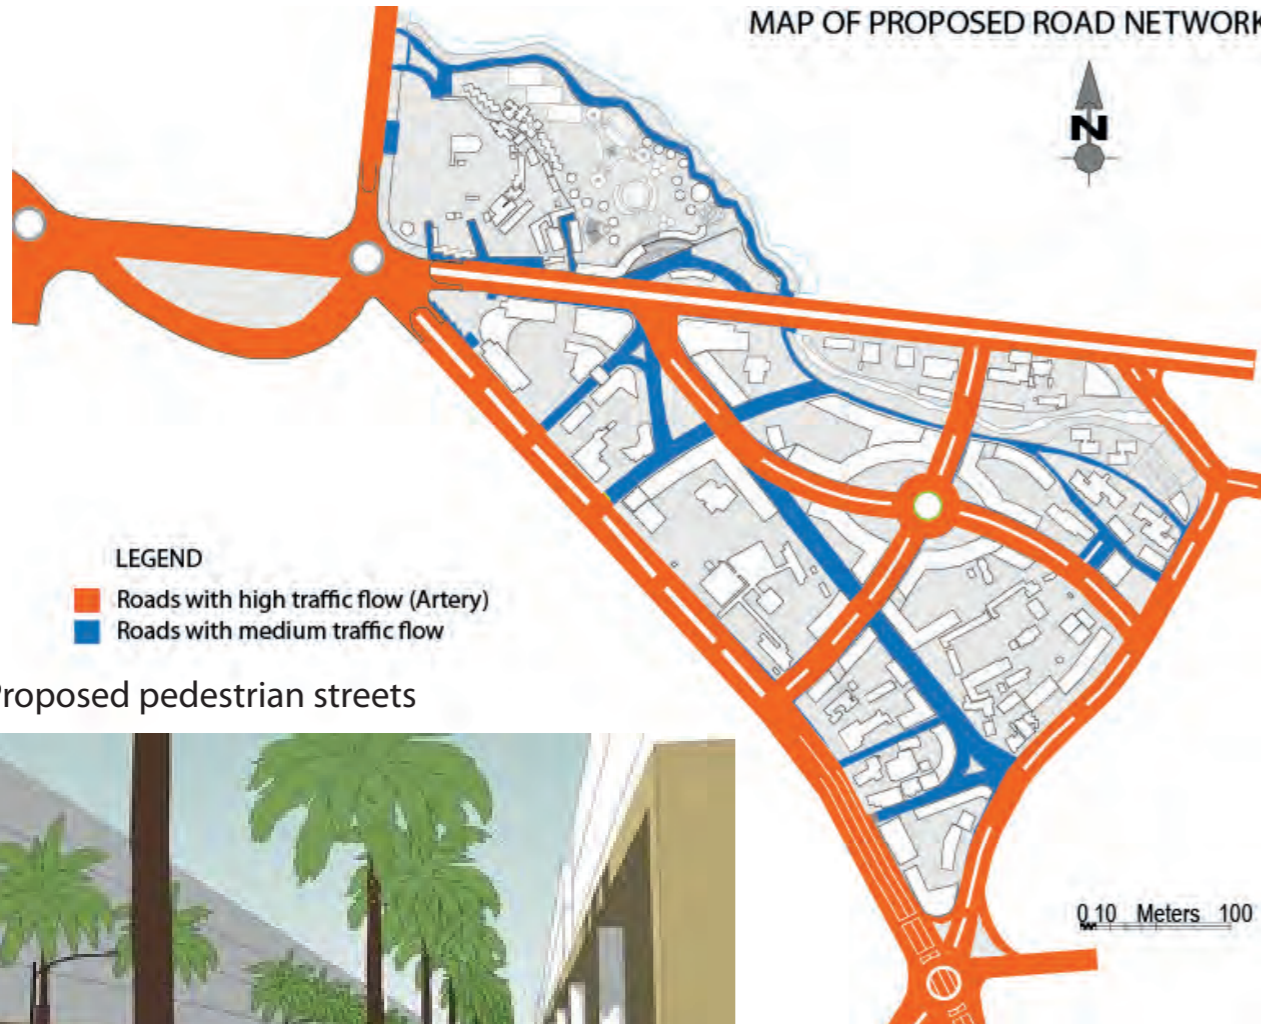 MAP OF PROPOSED ROAD NETWORK
N
LEGEND
Roads with high traffic flow (Artery)
Roads with medium traffic flow
Proposed pedestrian streets
0 10 Meters 100